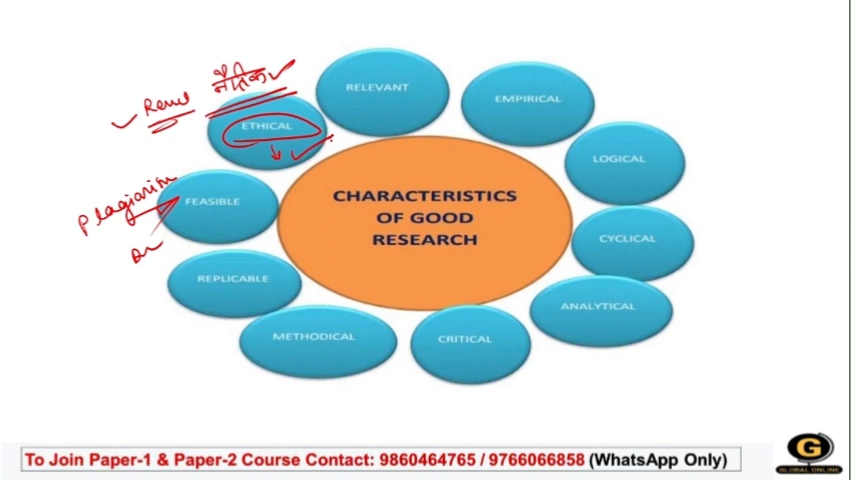 RELEVANT
EMPIRICAL
ETHICAL
LOGICAL
FEASIBLE
Plagiarism
CHARACTERISTICS
OF GOOD
RESEARCH
CYCLICAL
REPLICABLE
ANALYTICAL
METHODICAL
CRITICAL
To Join Paper-1 & Paper-2 Course Contact: 9860464765 / 9766066858 (WhatsApp Only)
G
GLOBAL ONLINE